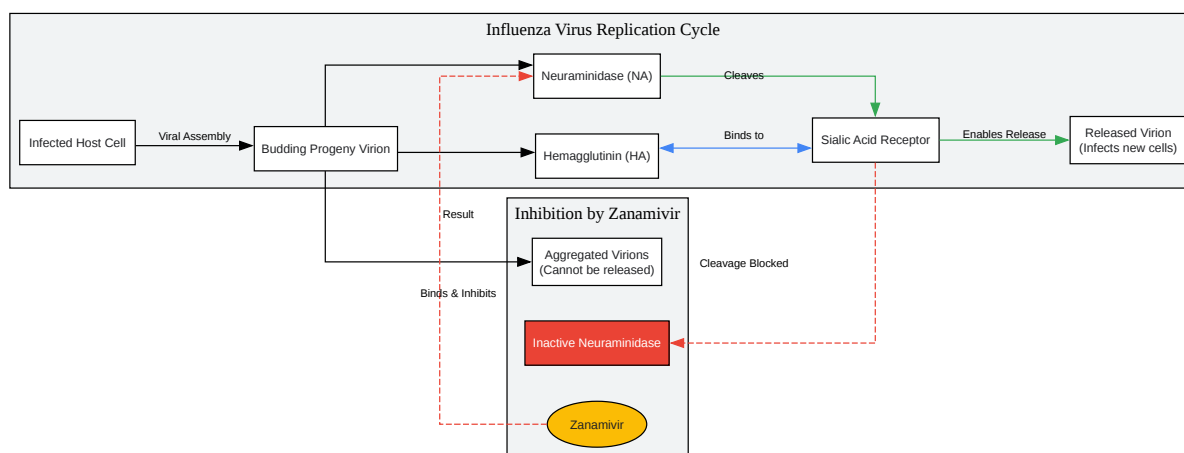 Influenza Virus Replication Cycle
Neuraminidase (NA)
Cleaves
Infected Host Cell
Viral Assembly
Budding Progeny Virion
Hemagglutinin (HA)
Binds to
Sialic Acid Receptor
Enables Release
Released Virion
(Infects new cells)
Result
Inhibition by Zanamivir
Aggregated Virions
(Cannot be released)
Cleavage Blocked
Binds & Inhibits
Inactive Neuraminidase
Zanamivir